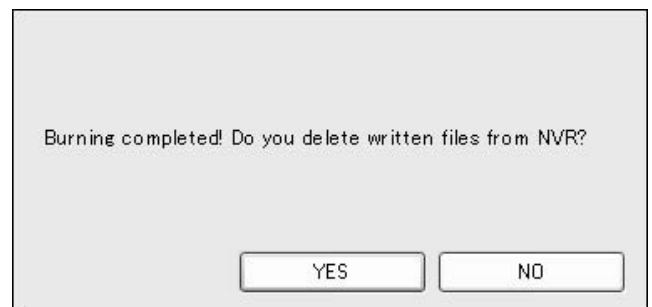 Burning completed! Do you delete written files from NVR?
YES
NO